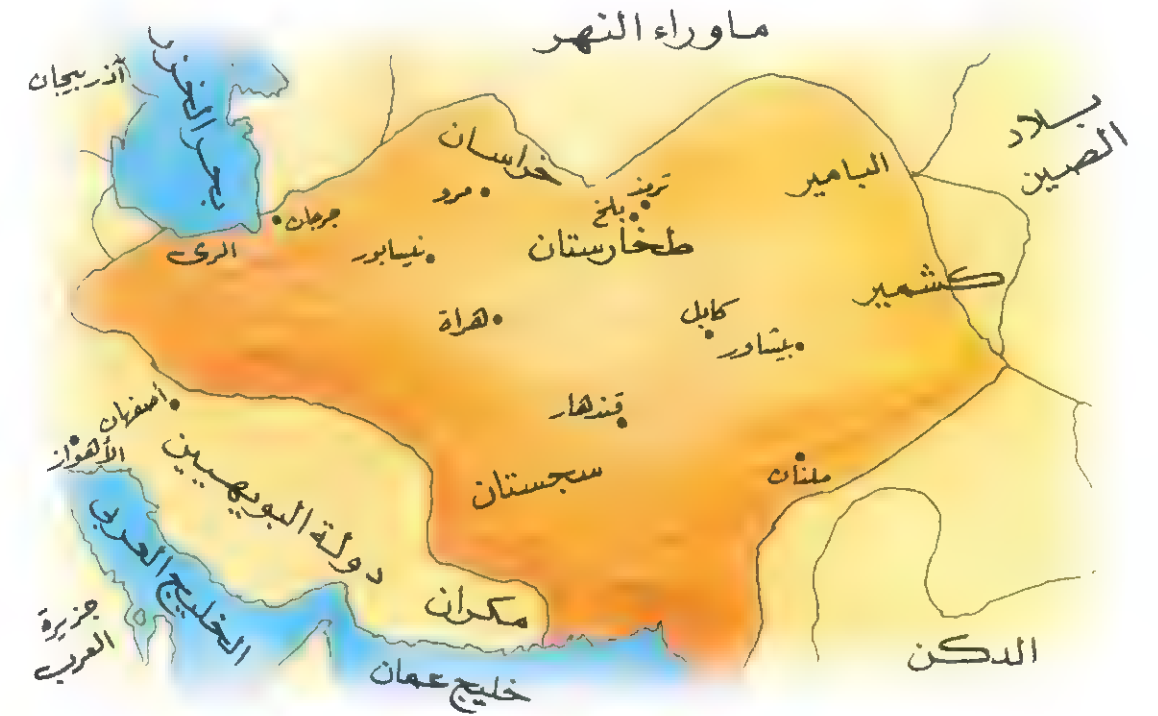 ماوراء النهر
أذربيجان
بحر الخزر
بلاد
الصين
خراسان
البامير
مرو
ترمذ
بلخ
جرجان
طخارستان
الرى
نيسابور
كشمير
هراة
كابل
بيشاور
أصفهان
قندهار
الأهواز
سجستان
ملتان
دولة البويهيين
الخليج العربي
مكران
جزيرة
العرب
الدكن
خليج عمان